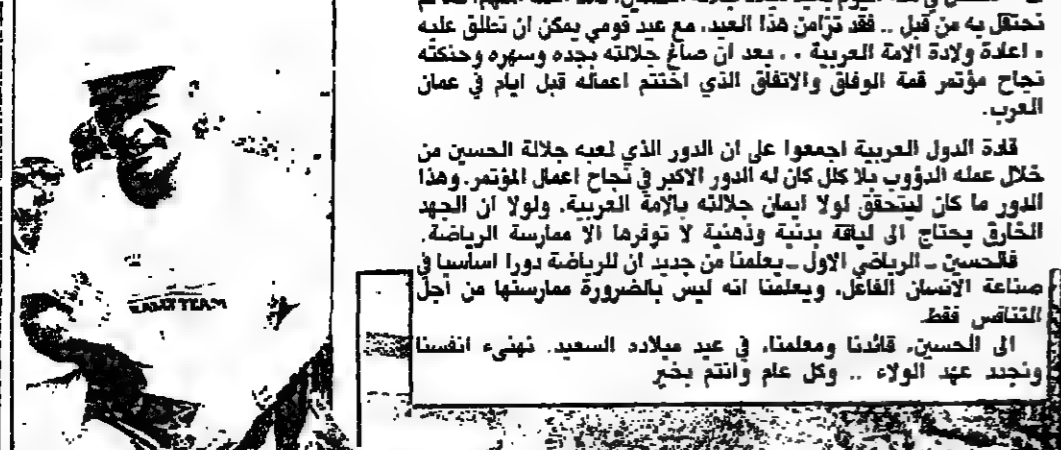 نحتفل به من قبل .. فقد تزامن هذا العيد، مع عيد قومي يمكن ان نطلق عليه
« اعادة ولادة الامة العربية » . . بعد ان صاغ جلالته بجده وسهره وحنكته
نجاح مؤتمر قمة الوفاق والاتفاق الذي اختتم اعماله قبل ايام في عمان
العرب.
قادة الدول العربية اجمعوا على ان الدور الذي لعبه جلالة الحسين من
خلال عمله الدؤوب بلا كلل كان له الدور الاكبر في نجاح اعمال المؤتمر. وهذا
الدور ما كان ليتحقق لولا ايمان جلالته بالامة العربية. ولولا ان الجهد
الخارق يحتاج الى لياقة بدنية وذهنية لا توفرها الا ممارسة الرياضة.
فالحسين ـ الرياضي الاول ـ يعلمنا من جديد ان للرياضة دورا اساسيا في
صناعة الانسان الفاعل، ويعلمنا انه ليس بالضرورة ممارستها من اجل
التنافس فقط.
الى الحسين، قائدنا ومعلمنا، في عيد ميلاده السعيد. نهنىء انفسنا
ونجدد عهد الولاء .. وكل عام وانتم بخير
TEAM